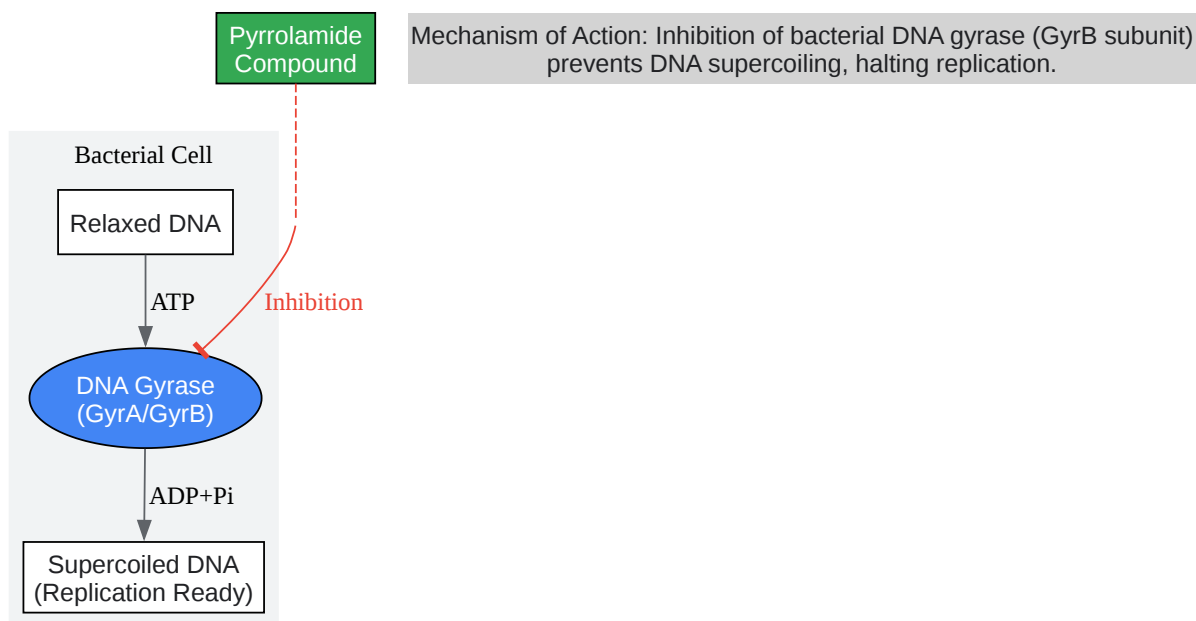 Pyrrolamide
Compound
Mechanism of Action: Inhibition of bacterial DNA gyrase (GyrB subunit)
prevents DNA supercoiling, halting replication.
Bacterial Cell
Relaxed DNA
ATP
Inhibition
DNA Gyrase
(GyrA/GyrB)
ADP+Pi
Supercoiled DNA
(Replication Ready)